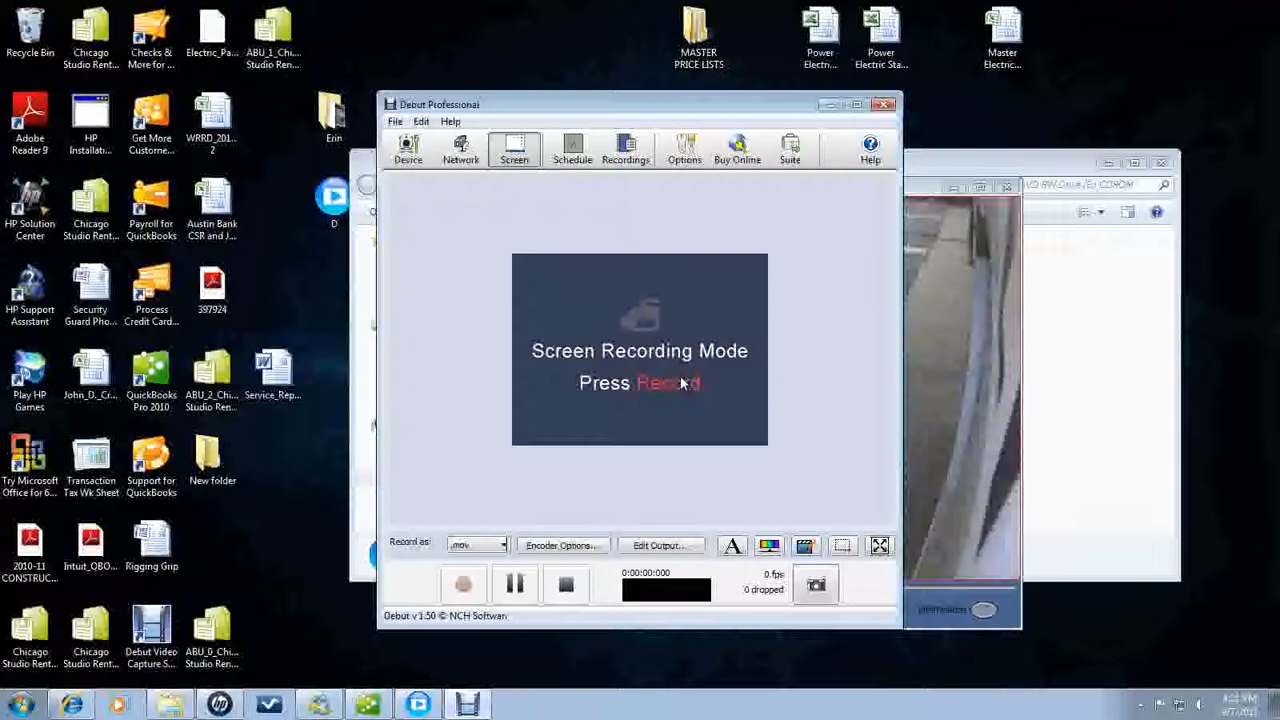 Recycle Bin
Chicago
Studio Rent...
Checks &
More for ...
Electric_Pa...
ABU_1_Chi...
Studio Ren...
MASTER
PRICE LISTS
Power
Electri...
Power
Electric Sta...
Master
Electric...
Adobe
Reader 9
HP
Installati...
Get More
Custome...
WRRD_201...
2
Erin
HP Solution
Center
Chicago
Studio Rent...
Payroll for
QuickBooks
Austin Bank
CSR and J...
D
HP Support
Assistant
Security
Guard Pho...
Process
Credit Card...
397924
Play HP
Games
John_D._Cr...
QuickBooks
Pro 2010
ABU_2_Chi...
Studio Ren...
Service_Rep...
Try Microsoft
Office for 6...
Transaction
Tax Wk Sheet
Support for
QuickBooks
New folder
2010-11
CONSTRUC...
Intuit_QBO...
Rigging Grip
Chicago
Studio Rent...
Chicago
Studio Rent...
Debut Video
Capture S...
ABU_0_Chi...
Studio Ren...
Debut Professional
File Edit Help
Device Network Screen Schedule Recordings Options Buy Online Suite Help
Screen Recording Mode
Press Record
Record as: .mov Encoder Options... Edit Output... A
0:00:00:000
0 fps
0 dropped
Debut v 1.50 © NCH Softwar